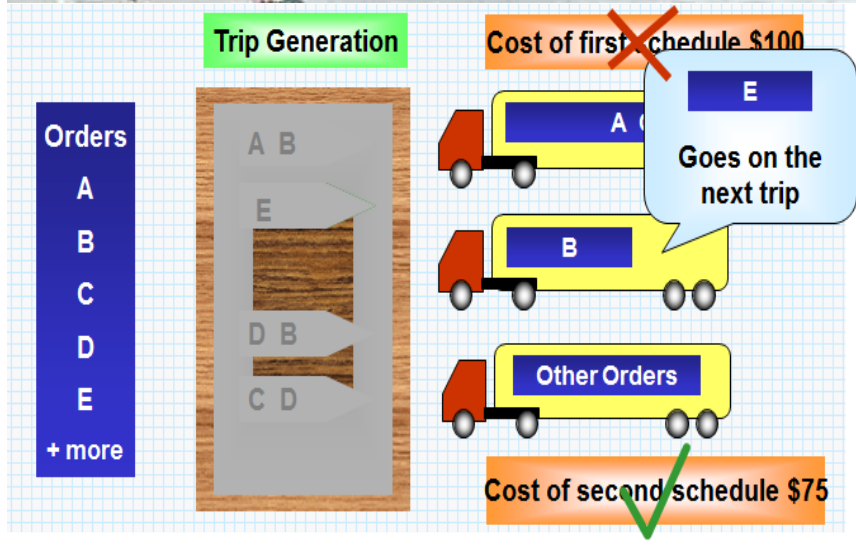 Trip Generation
Cost of first schedule $100
Orders
A
B
C
D
E
+ more
A B
E
D B
C D
A
E
Goes on the
next trip
B
Other Orders
Cost of second schedule $75